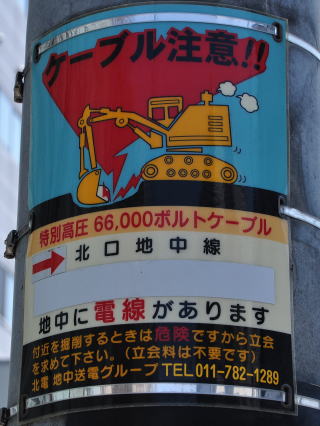 ケーブル注意!!
特別高圧 66,000ボルトケーブル
北口地中線
地中に電線があります
付近を掘削するときは危険ですから立会
を求めて下さい。(立会料は不要です)
北電 地中送電グループ TEL 011-782-1289